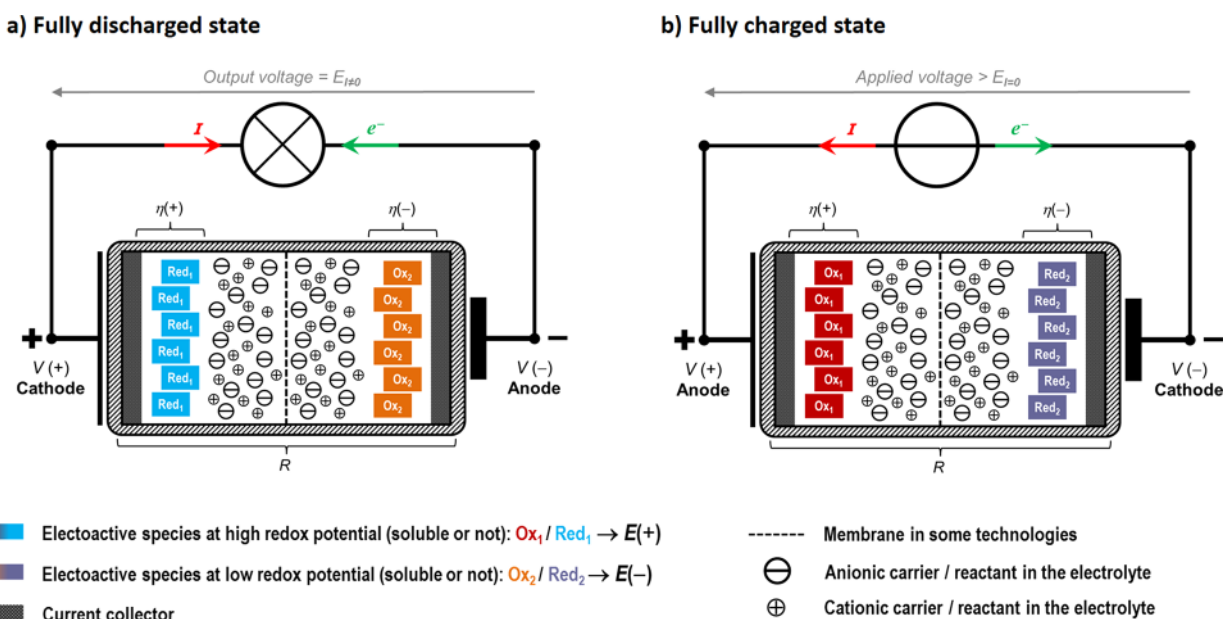 a) Fully discharged state
b) Fully charged state
Output voltage = E_{I≠0}
Applied voltage > E_{I=0}
I
e⁻
I
e⁻
η(+)
η(−)
η(+)
η(−)
Red₁
Red₁
Red₁
Red₁
Red₁
Red₁
Ox₂
Ox₂
Ox₂
Ox₂
Ox₂
Ox₂
Ox₁
Ox₁
Ox₁
Ox₁
Ox₁
Ox₁
Red₂
Red₂
Red₂
Red₂
Red₂
Red₂
+
V (+)
Cathode
−
V (−)
Anode
+
V (+)
Anode
−
V (−)
Cathode
R
R
Electoactive species at high redox potential (soluble or not): Ox₁ / Red₁ → E(+)
Electoactive species at low redox potential (soluble or not): Ox₂ / Red₂ → E(−)
Current collector
Membrane in some technologies
Anionic carrier / reactant in the electrolyte
Cationic carrier / reactant in the electrolyte